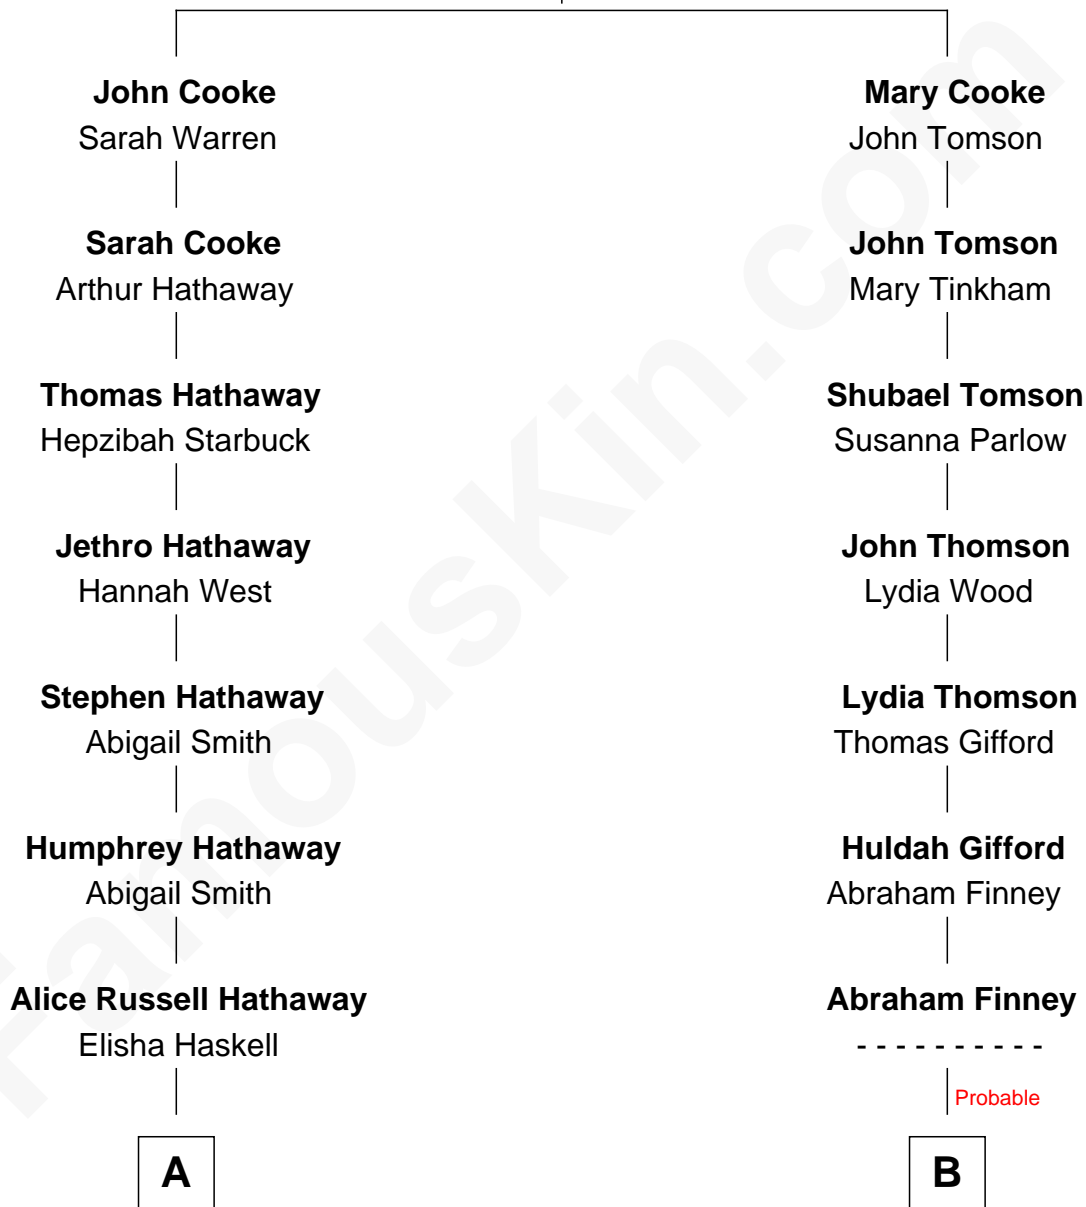 John Cooke
Sarah Warren
Sarah Cooke
Arthur Hathaway
Thomas Hathaway
Hepzibah Starbuck
Jethro Hathaway
Hannah West
Stephen Hathaway
Abigail Smith
Humphrey Hathaway
Abigail Smith
Alice Russell Hathaway
Elisha Haskell
A
Mary Cooke
John Tomson
John Tomson
Mary Tinkham
Shubael Tomson
Susanna Parlow
John Thomson
Lydia Wood
Lydia Thomson
Thomas Gifford
Huldah Gifford
Abraham Finney
Abraham Finney
- - - - - - - - - -
Probable
B
FamousKin.com